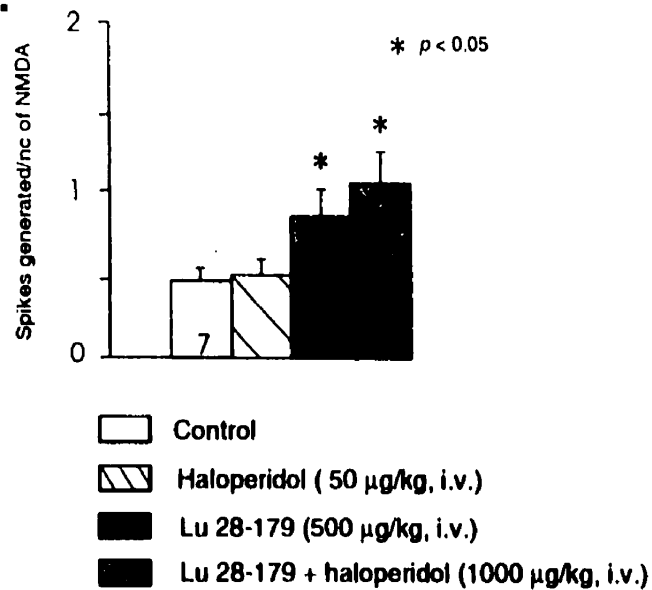 2
* p < 0.05
*
*
1
0
7
Spikes generated/nc of NMDA
Control
Haloperidol ( 50 µg/kg, i.v.)
Lu 28-179 (500 µg/kg, i.v.)
Lu 28-179 + haloperidol (1000 µg/kg, i.v.)